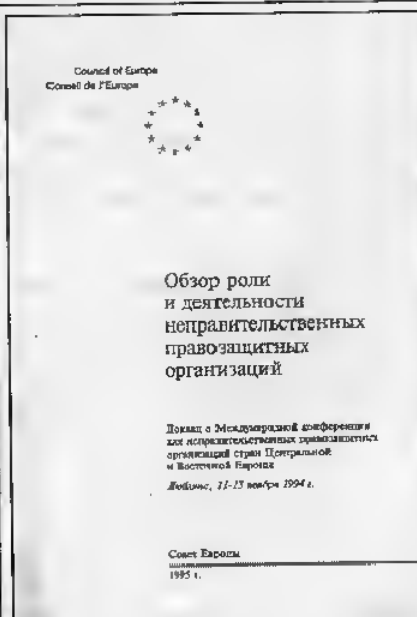 Council of Europe
Conseil de l'Europe
Обзор роли
и деятельности
неправительственных
правозащитных
организаций
Доклад о Международной конференции
для неправительственных правозащитных
организаций стран Центральной
и Восточной Европы
Любляна, 11-13 ноября 1994 г.
Совет Европы
1995 г.